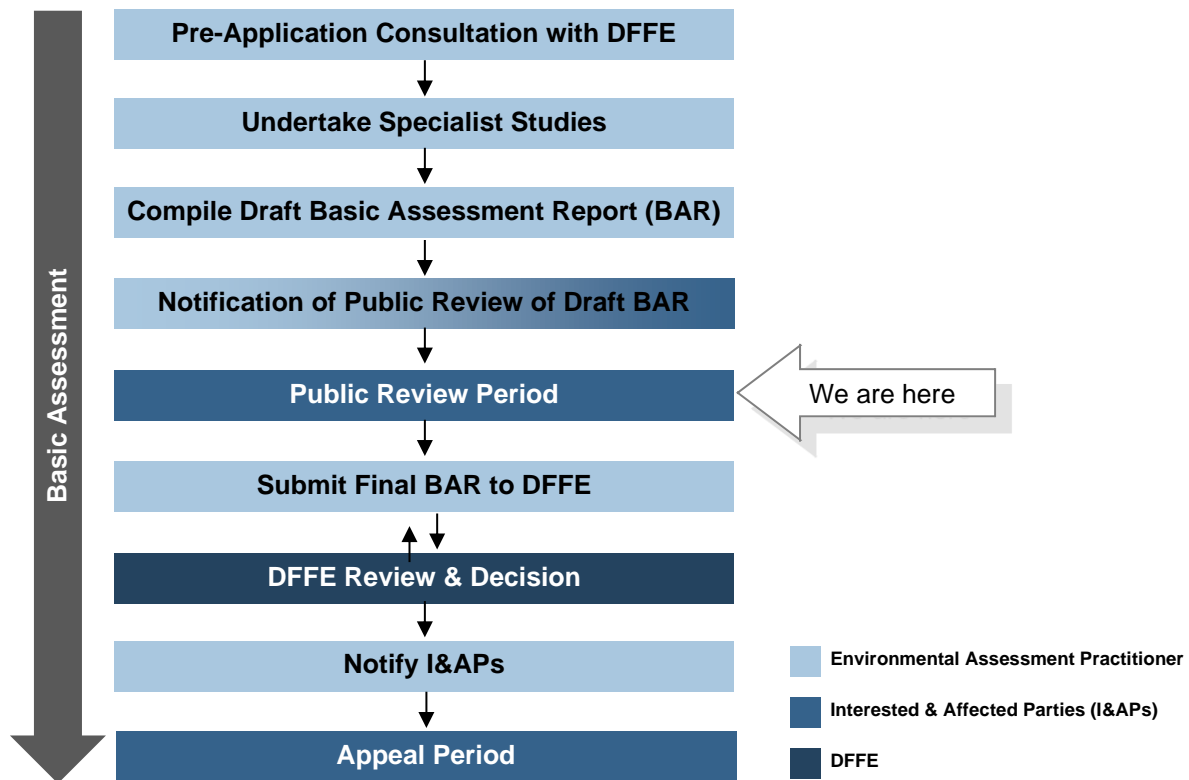 Pre-Application Consultation with DFFE
Undertake Specialist Studies
Compile Draft Basic Assessment Report (BAR)
Notification of Public Review of Draft BAR
Basic Assessment
Public Review Period
We are here
Submit Final BAR to DFFE
DFFE Review & Decision
Notify I&APs
Appeal Period
Environmental Assessment Practitioner
Interested & Affected Parties (I&APs)
DFFE